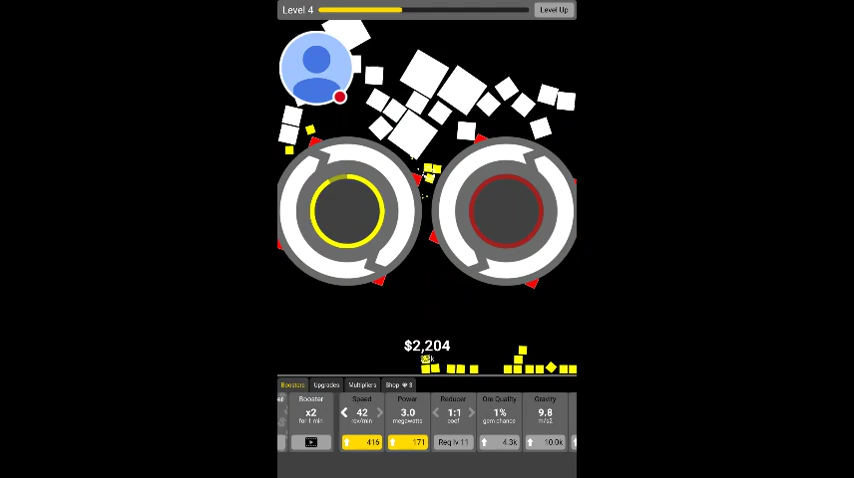 Level 4
Level Up
$2,204
Boosters
Upgrades
Multipliers
Shop 3
Booster
x2
for 1 min
Speed
42
rev/min
416
Power
3.0
megawatts
171
Reducer
1:1
coef
Req lv 11
Ore Quality
1%
gem chance
4.3k
Gravity
9.8
m/s2
10.0k